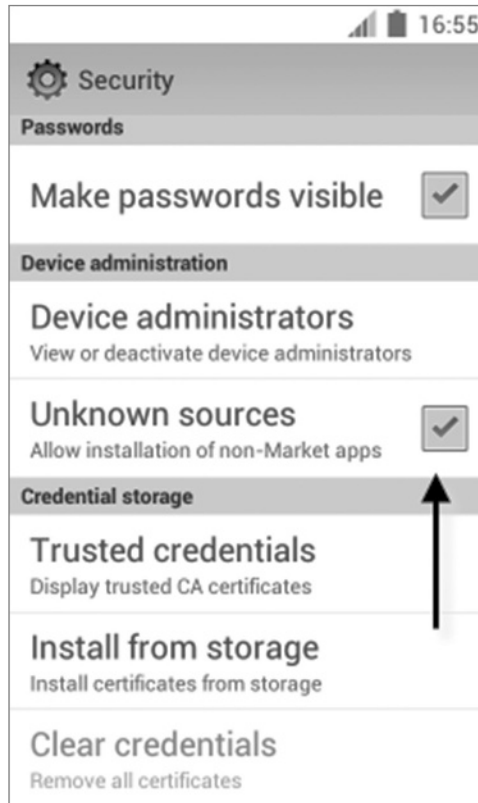 16:55
Security
Passwords
Make passwords visible
Device administration
Device administrators
View or deactivate device administrators
Unknown sources
Allow installation of non-Market apps
Credential storage
Trusted credentials
Display trusted CA certificates
Install from storage
Install certificates from storage
Clear credentials
Remove all certificates